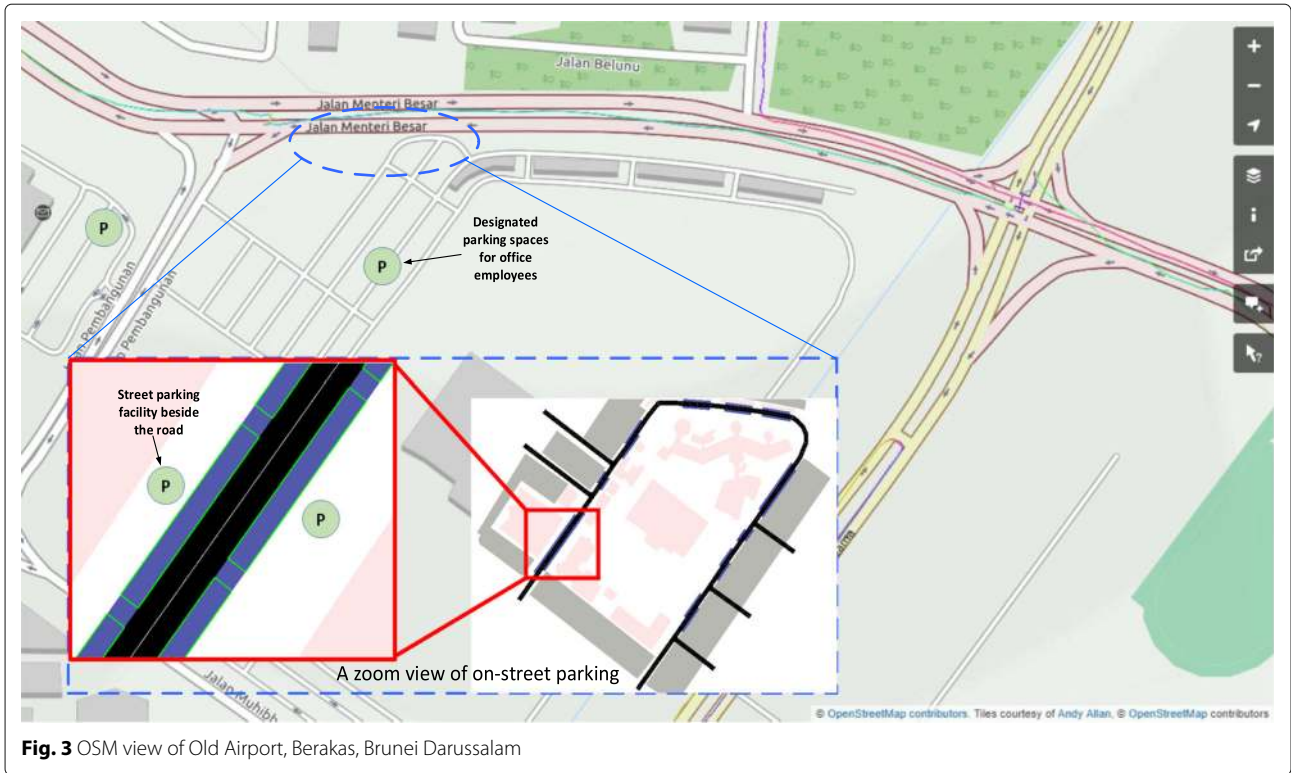 Jalan Belunu
Jalan Menteri Besar
Jalan Menteri Besar
+
−
i
P
Designated
parking spaces
for office
employees
P
Pembangunan
Pembangunan
Street parking
facility beside
the road
P
P
A zoom view of on-street parking
Jalan Muhibb
© OpenStreetMap contributors. Tiles courtesy of Andy Allan, © OpenStreetMap contributors
Fig. 3 OSM view of Old Airport, Berakas, Brunei Darussalam